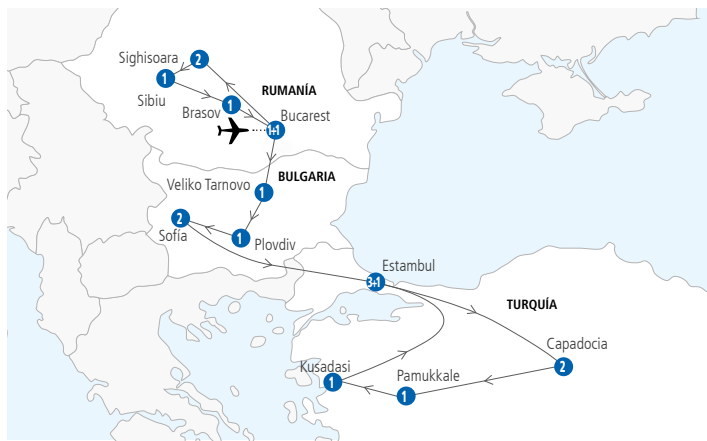 Sighisoara
2
1
Sibiu
RUMANÍA
Brasov
1
Bucarest
1+1
Veliko Tarnovo
1
BULGARIA
2
Sofía
1
Plovdiv
Estambul
3+1
TURQUÍA
Capadocia
2
Kusadasi
1
Pamukkale
1